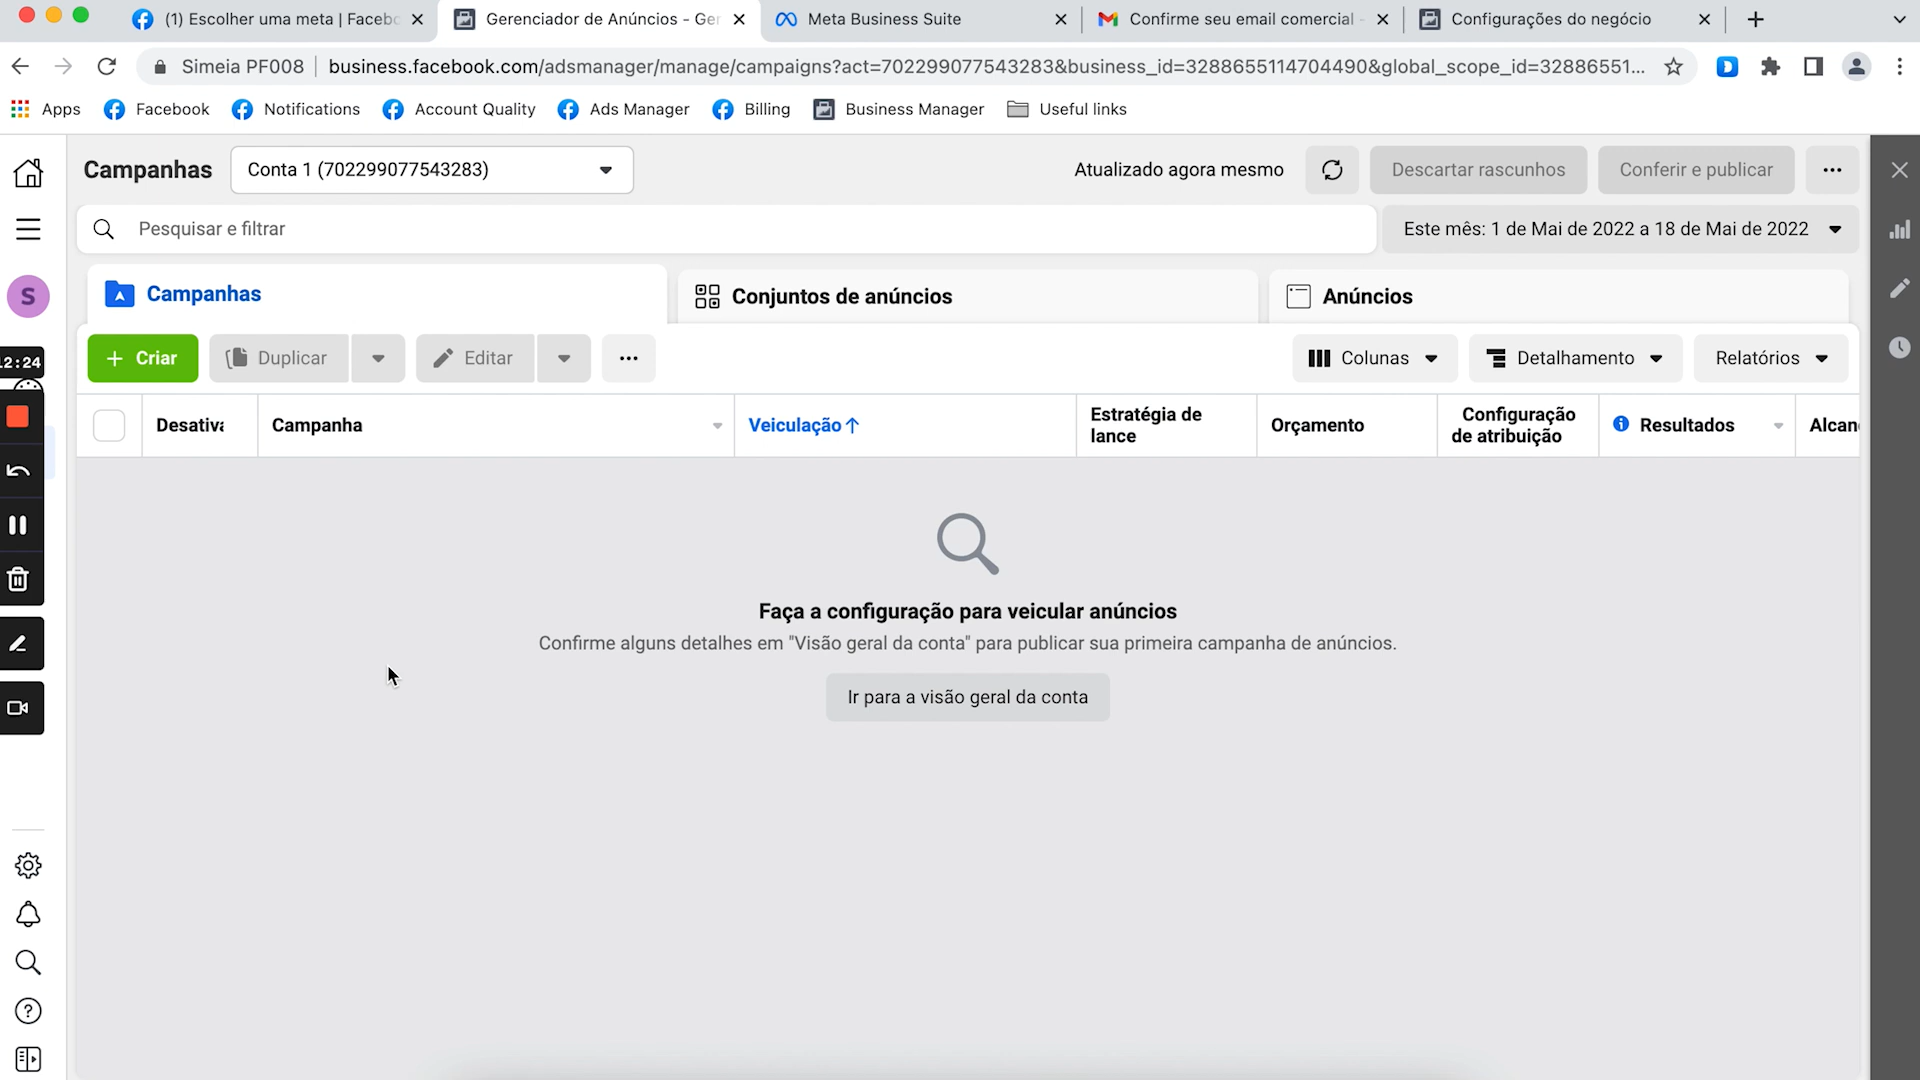 (1) Escolher uma meta | Facebo
Gerenciador de Anúncios - Ger
Meta Business Suite
Confirme seu email comercial -
Configurações do negócio
Simeia PF008
business.facebook.com/adsmanager/manage/campaigns?act=702299077543283&business_id=3288655114704490&global_scope_id=32886551...
Apps
Facebook
Notifications
Account Quality
Ads Manager
Billing
Business Manager
Useful links
Campanhas
Conta 1 (702299077543283)
Atualizado agora mesmo
Descartar rascunhos
Conferir e publicar
Pesquisar e filtrar
Este mês: 1 de Mai de 2022 a 18 de Mai de 2022
S
Campanhas
Conjuntos de anúncios
Anúncios
12:24
+ Criar
Duplicar
Editar
Colunas
Detalhamento
Relatórios
Desativa
Campanha
Veiculação↑
Estratégia de
lance
Orçamento
Configuração
de atribuição
Resultados
Alcan
Faça a configuração para veicular anúncios
Confirme alguns detalhes em "Visão geral da conta" para publicar sua primeira campanha de anúncios.
Ir para a visão geral da conta